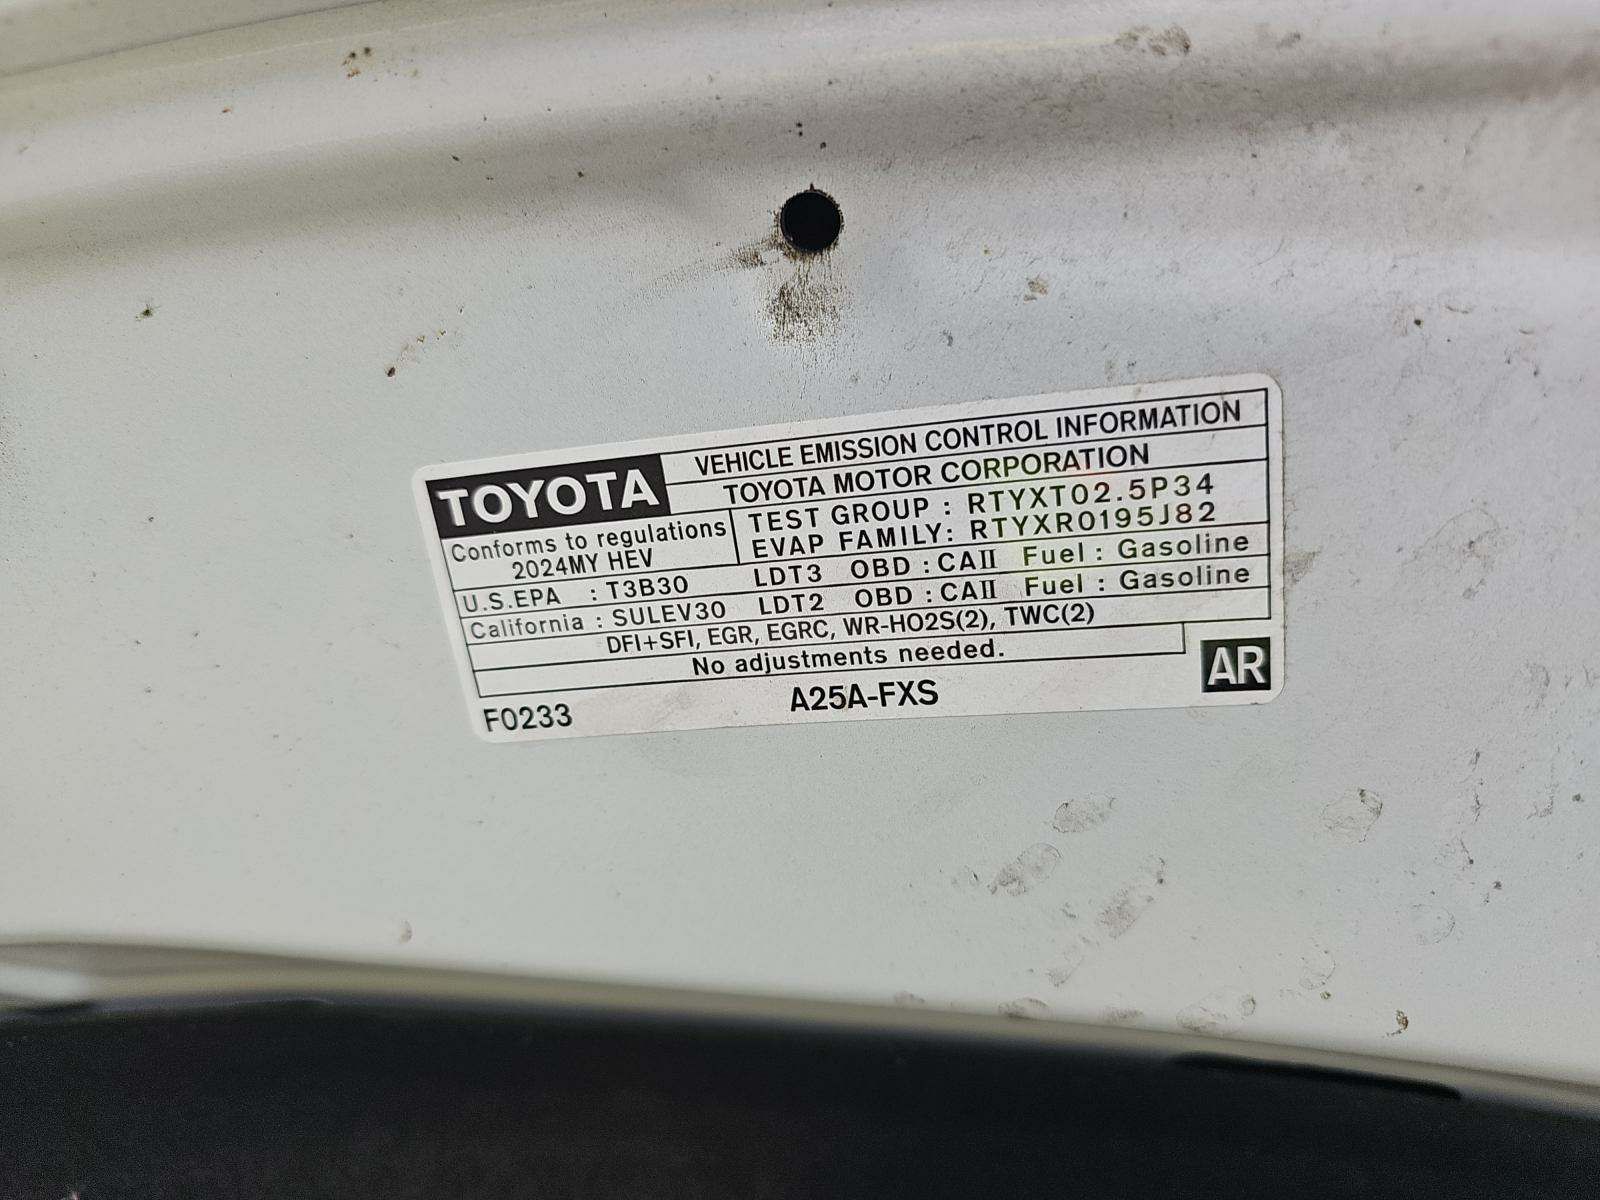 TOYOTA
VEHICLE EMISSION CONTROL INFORMATION
TOYOTA MOTOR CORPORATION
Conforms to regulations
2024MY HEV
TEST GROUP : RTYXT02.5P34
EVAP FAMILY: RTYXR0195J82
U.S.EPA : T3B30 LDT3 OBD : CAII Fuel : Gasoline
California : SULEV30 LDT2 OBD : CAII Fuel : Gasoline
DFI+SFI, EGR, EGRC, WR-HO2S(2), TWC(2)
No adjustments needed.
AR
F0233 A25A-FXS